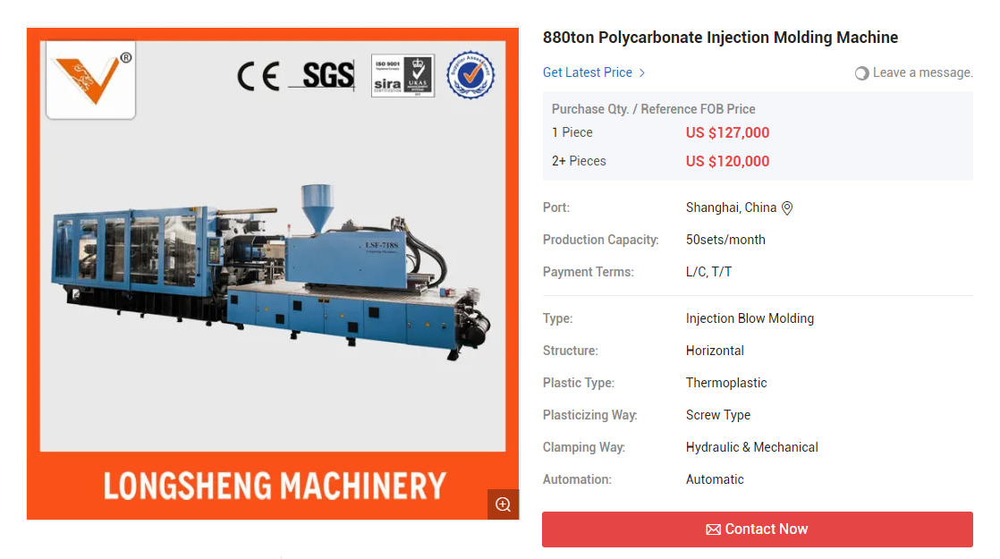 880ton Polycarbonate Injection Molding Machine
Get Latest Price >
Leave a message.
Purchase Qty. / Reference FOB Price
1 Piece US $127,000
2+ Pieces US $120,000
Port: Shanghai, China
Production Capacity: 50sets/month
Payment Terms: L/C, T/T
Type: Injection Blow Molding
Structure: Horizontal
Plastic Type: Thermoplastic
Plasticizing Way: Screw Type
Clamping Way: Hydraulic & Mechanical
Automation: Automatic
Contact Now
®
CE SGS
ISO 9001
sira
UKAS
Supplier Assessment
LSF-718S
LONGSHENG MACHINERY